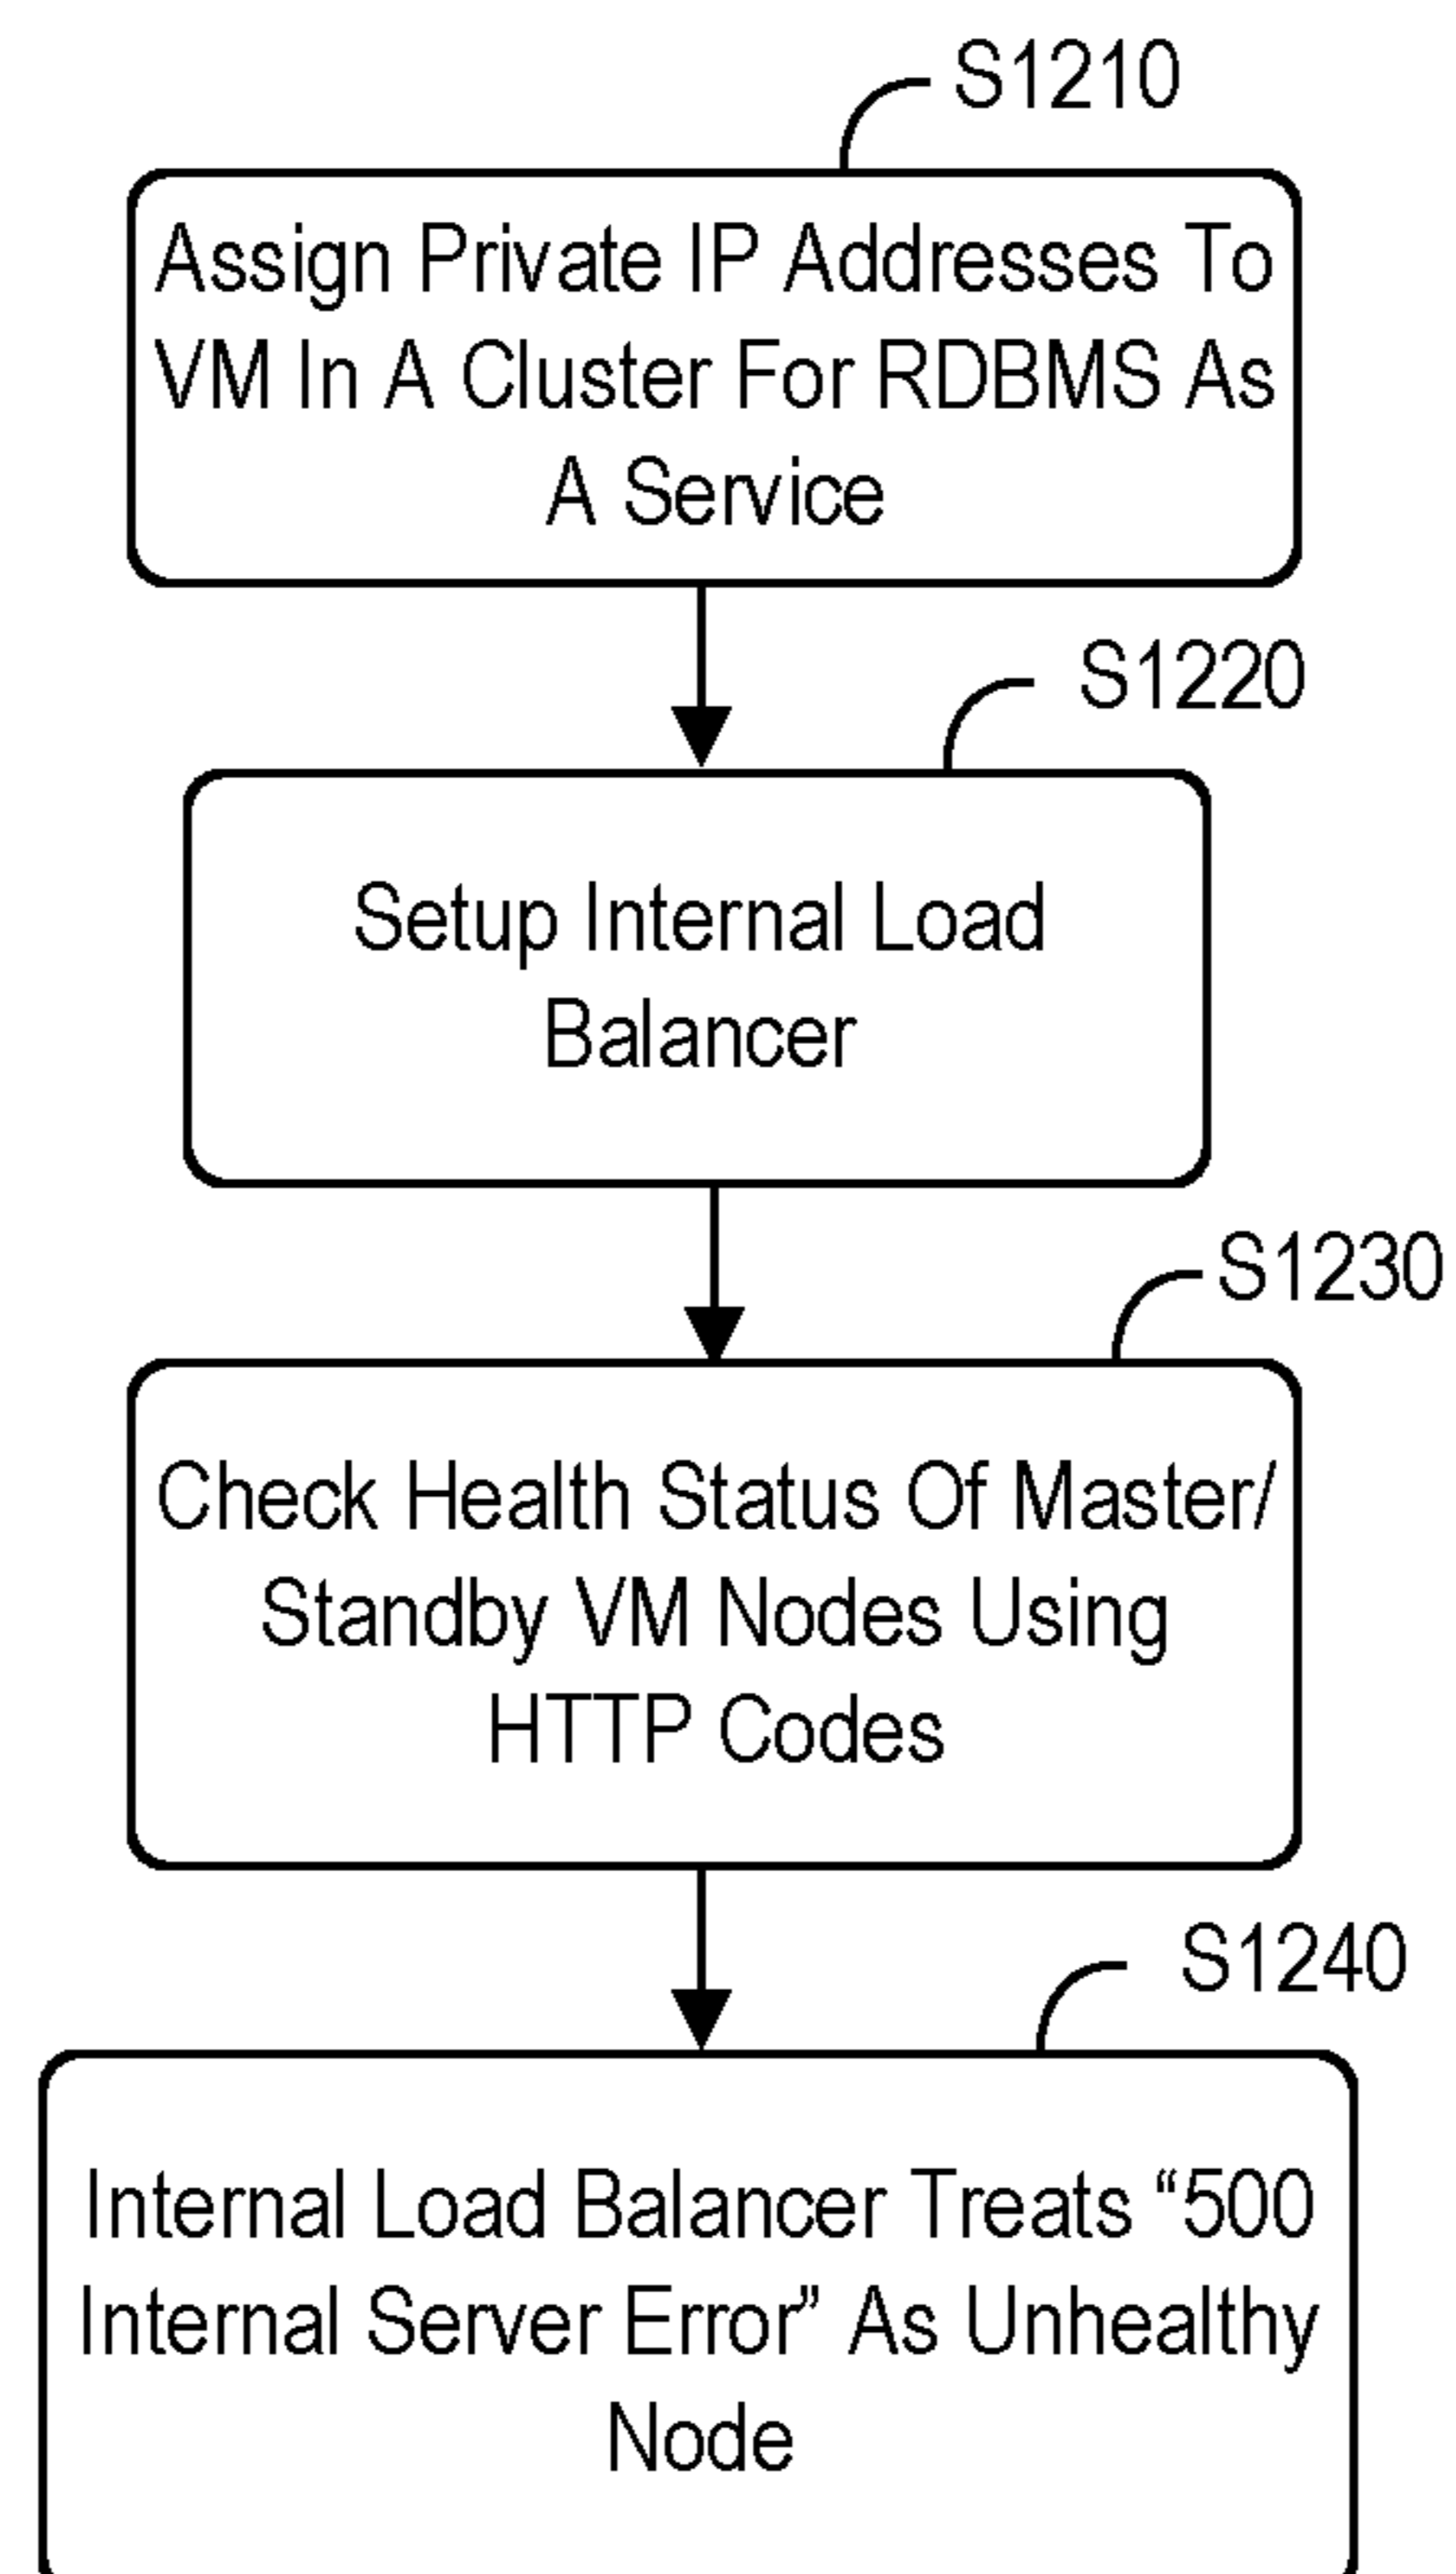 S1210
Assign Private IP Addresses To
VM In A Cluster For RDBMS As
A Service
S1220
Setup Internal Load
Balancer
S1230
Check Health Status Of Master/
Standby VM Nodes Using
HTTP Codes
S1240
Internal Load Balancer Treats “500
Internal Server Error” As Unhealthy
Node